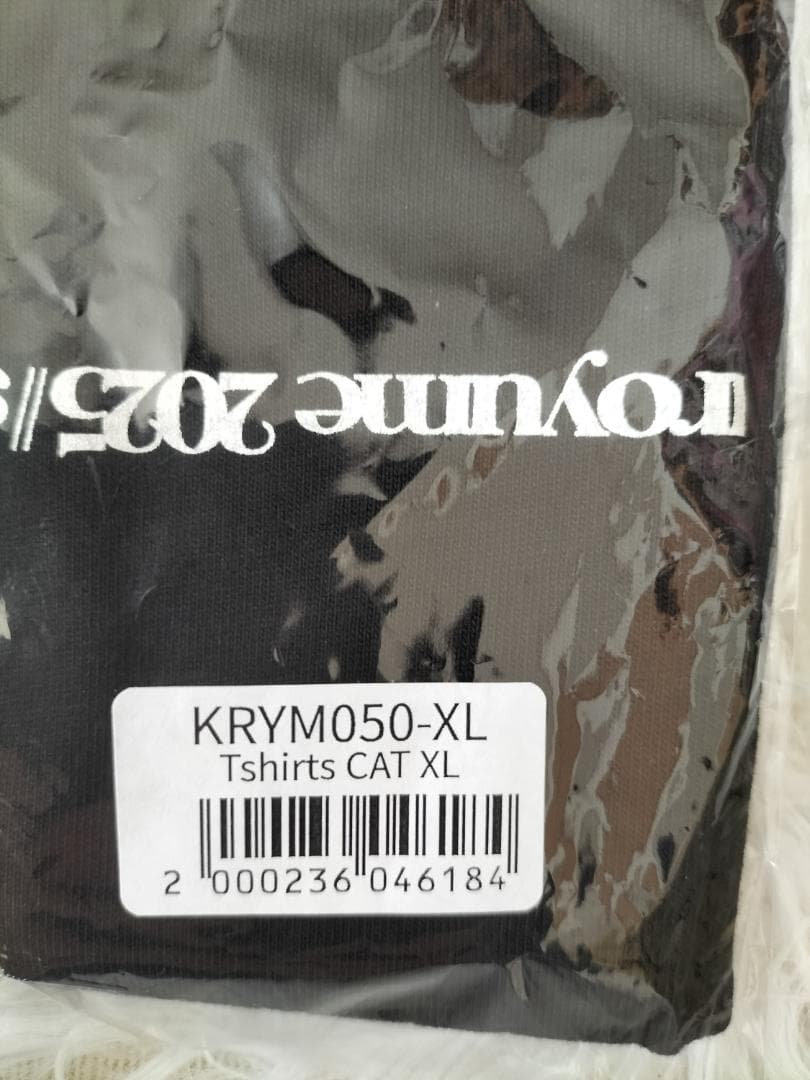 royume 2025//
KRYM050-XL
Tshirts CAT XL
2 000236 046184